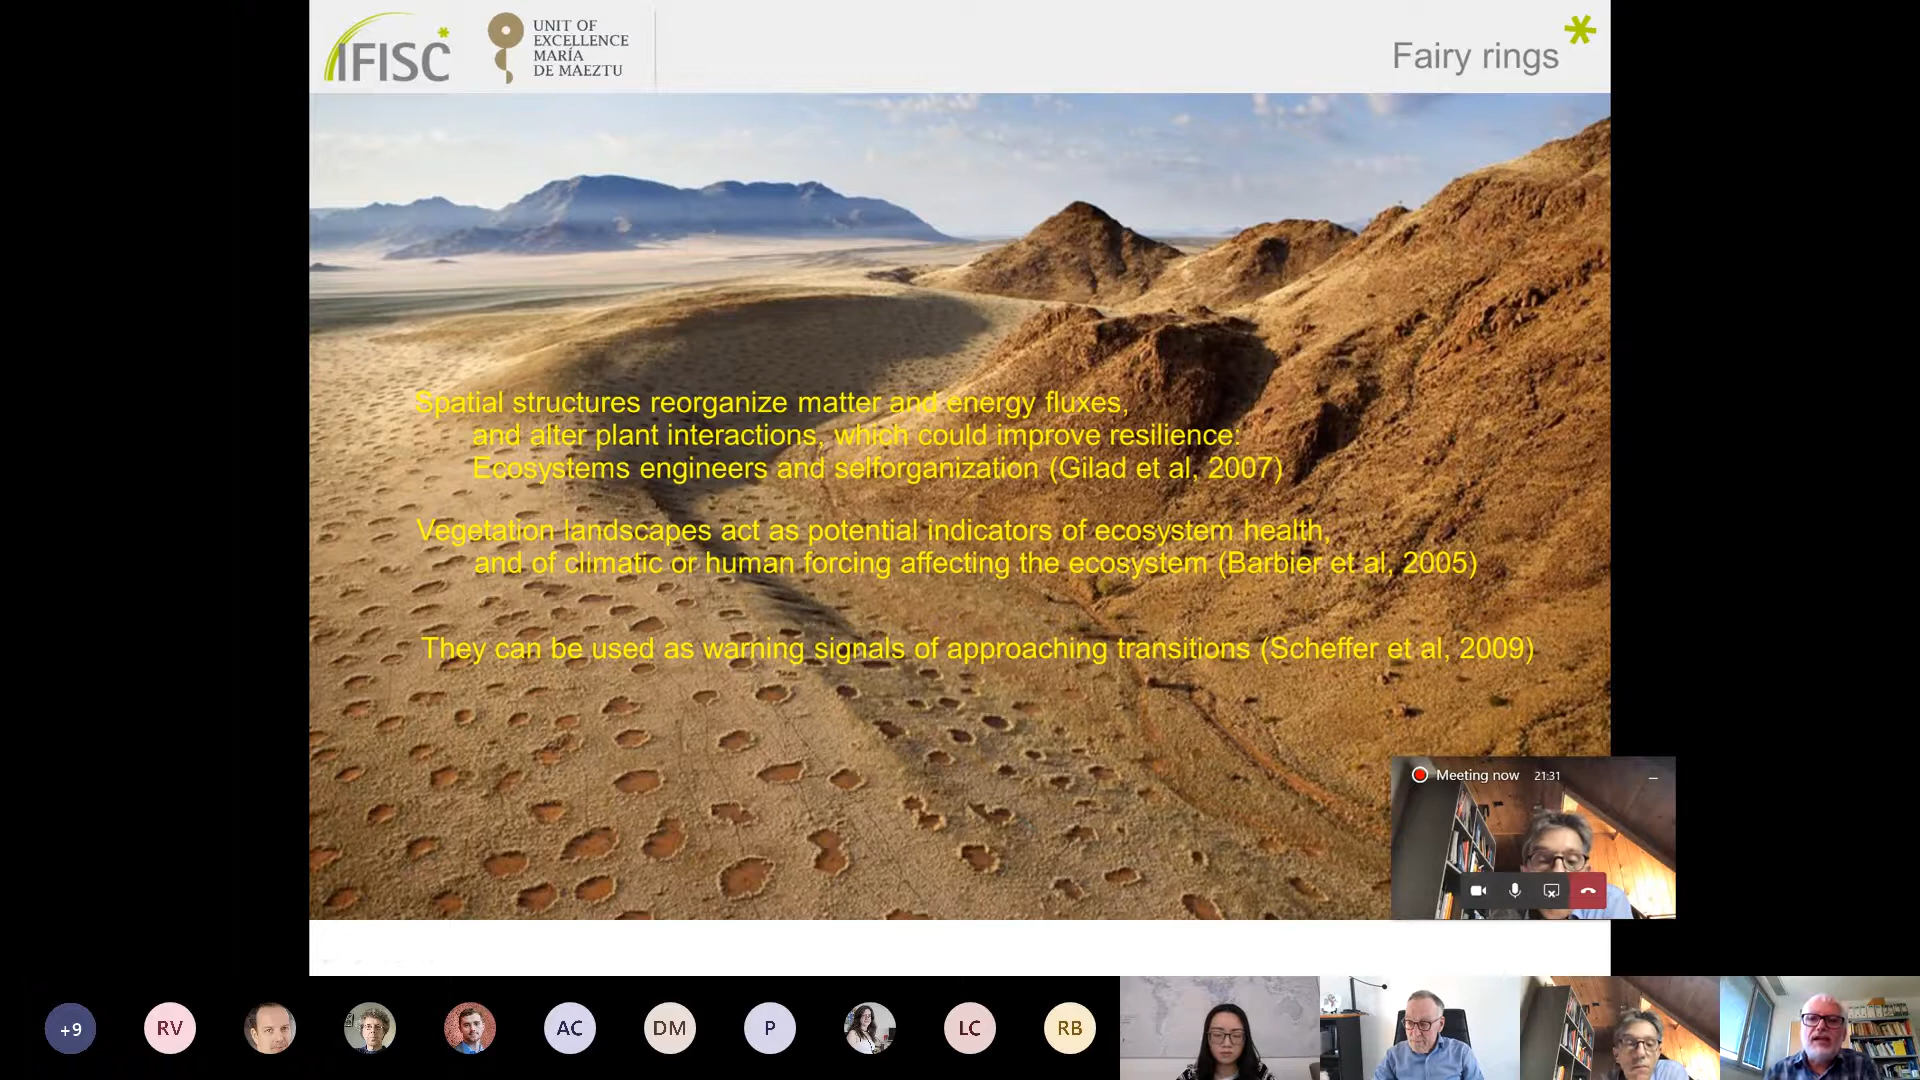 IFISC
UNIT OF
EXCELLENCE
MARÍA
DE MAEZTU
Fairy rings
Spatial structures reorganize matter and energy fluxes,
and alter plant interactions, which could improve resilience:
Ecosystems engineers and selforganization (Gilad et al, 2007)
Vegetation landscapes act as potential indicators of ecosystem health,
and of climatic or human forcing affecting the ecosystem (Barbier et al, 2005)
They can be used as warning signals of approaching transitions (Scheffer et al, 2009)
Meeting now 21:31
+9 RV AC DM P LC RB